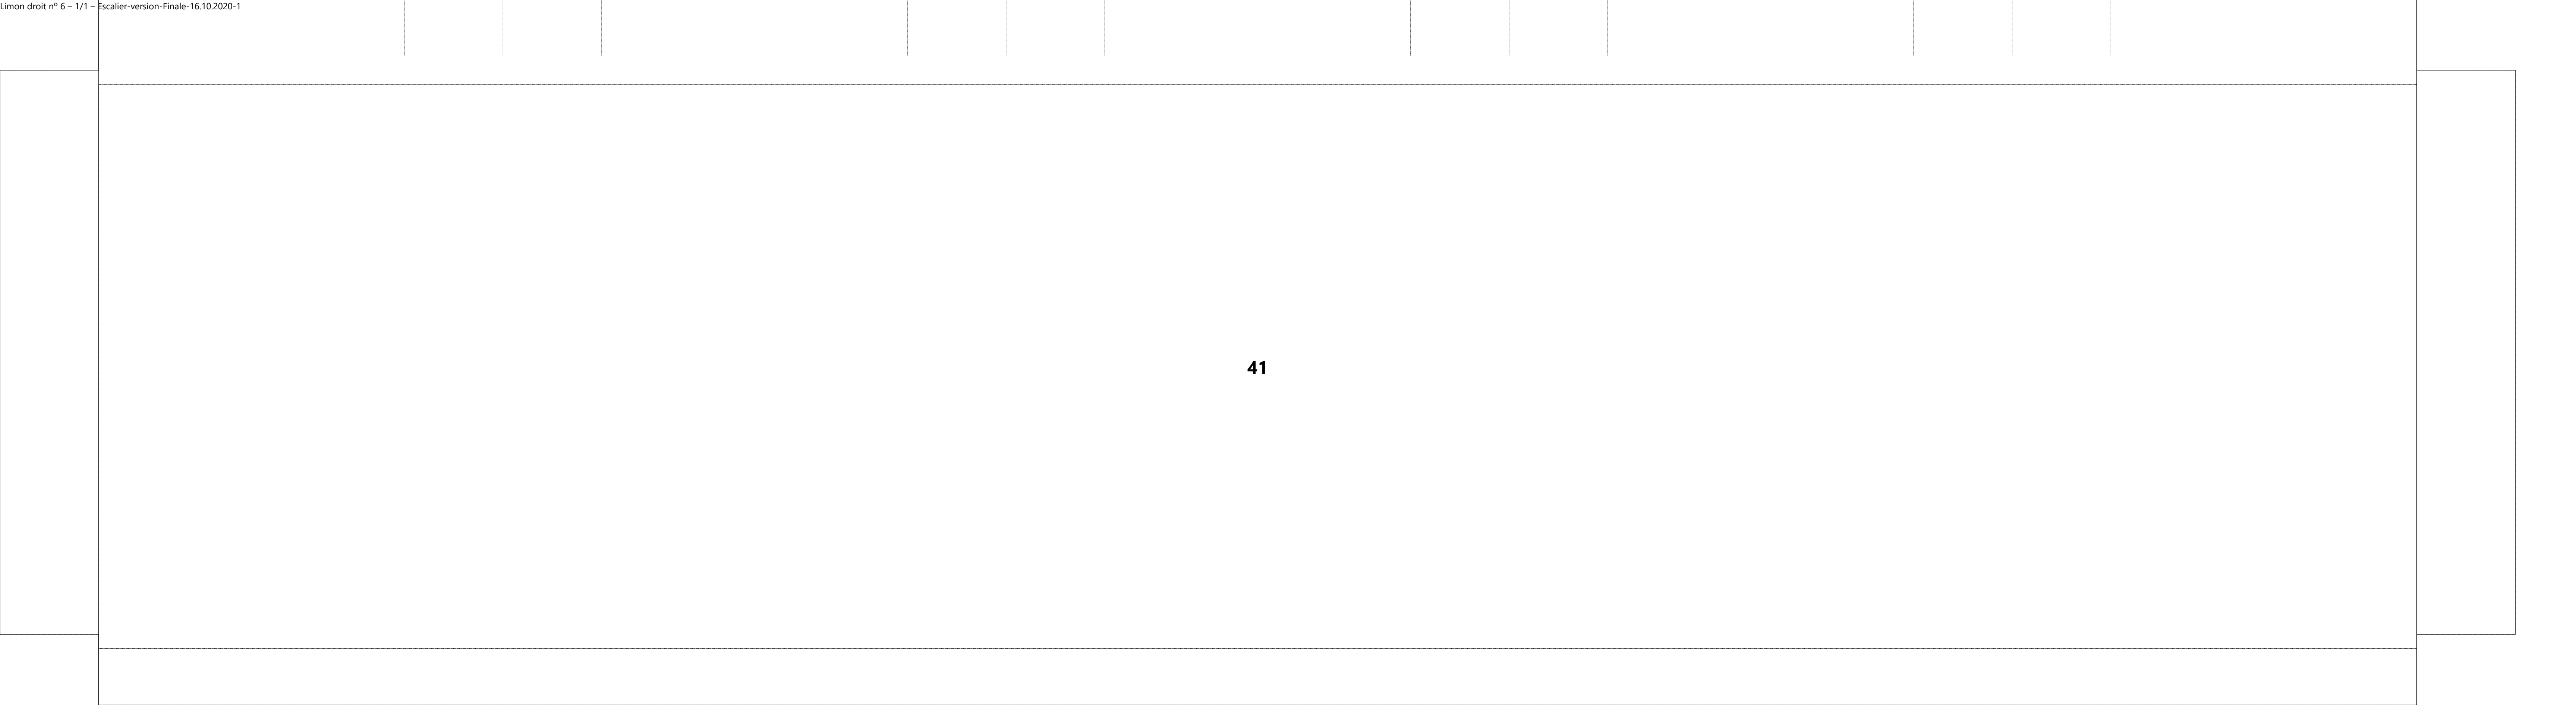 Limon droit nº 6 – 1/1 – Escalier-version-Finale-16.10.2020-1
41